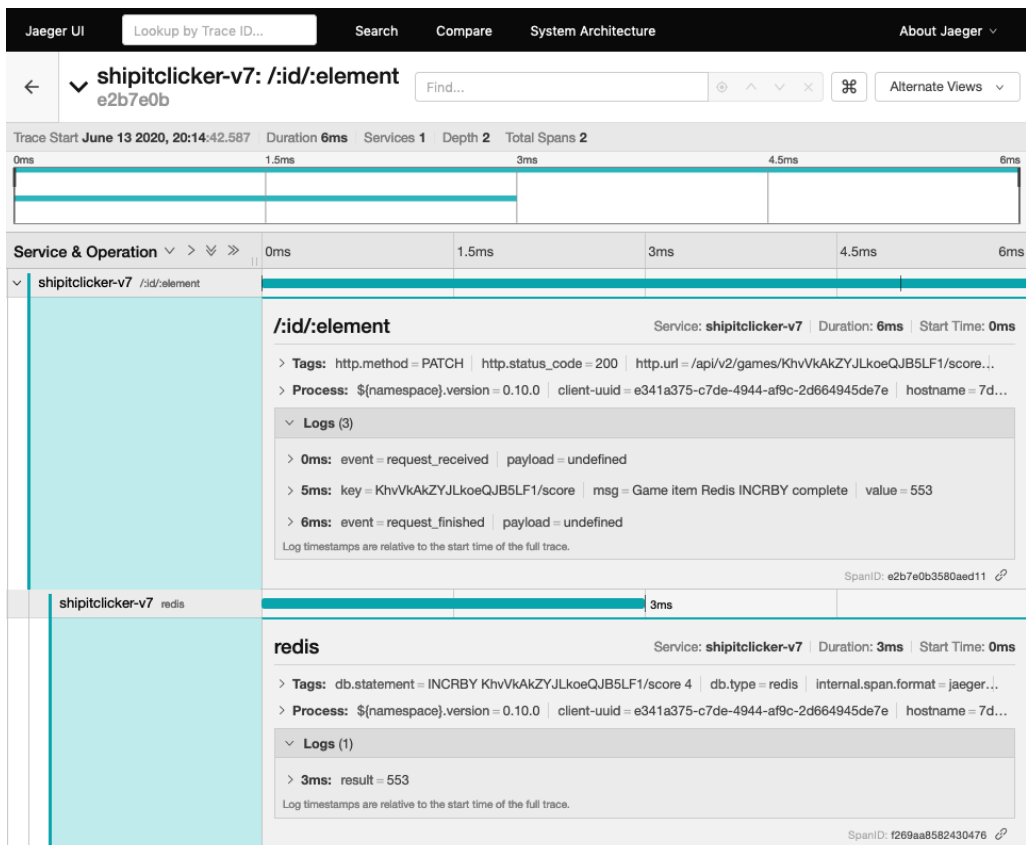 Jaeger UI Lookup by Trace ID... Search Compare System Architecture About Jaeger
shipitclicker-v7: /:id/:element
e2b7e0b
Find...
⌘
Alternate Views
Trace Start June 13 2020, 20:14:42.587 Duration 6ms Services 1 Depth 2 Total Spans 2
0ms 1.5ms 3ms 4.5ms 6ms
Service & Operation 0ms 1.5ms 3ms 4.5ms 6ms
shipitclicker-v7 /:id/:element
/:id/:element Service: shipitclicker-v7 Duration: 6ms Start Time: 0ms
Tags: http.method = PATCH http.status_code = 200 http.url = /api/v2/games/KhvVkAkZYJLkoeQJB5LF1/score...
Process: ${namespace}.version = 0.10.0 client-uuid = e341a375-c7de-4944-af9c-2d664945de7e hostname = 7d...
Logs (3)
0ms: event = request_received payload = undefined
5ms: key = KhvVkAkZYJLkoeQJB5LF1/score msg = Game item Redis INCRBY complete value = 553
6ms: event = request_finished payload = undefined
Log timestamps are relative to the start time of the full trace.
SpanID: e2b7e0b3580aed11
shipitclicker-v7 redis 3ms
redis Service: shipitclicker-v7 Duration: 3ms Start Time: 0ms
Tags: db.statement = INCRBY KhvVkAkZYJLkoeQJB5LF1/score 4 db.type = redis internal.span.format = jaeger...
Process: ${namespace}.version = 0.10.0 client-uuid = e341a375-c7de-4944-af9c-2d664945de7e hostname = 7d...
Logs (1)
3ms: result = 553
Log timestamps are relative to the start time of the full trace.
SpanID: f269aa8582430476